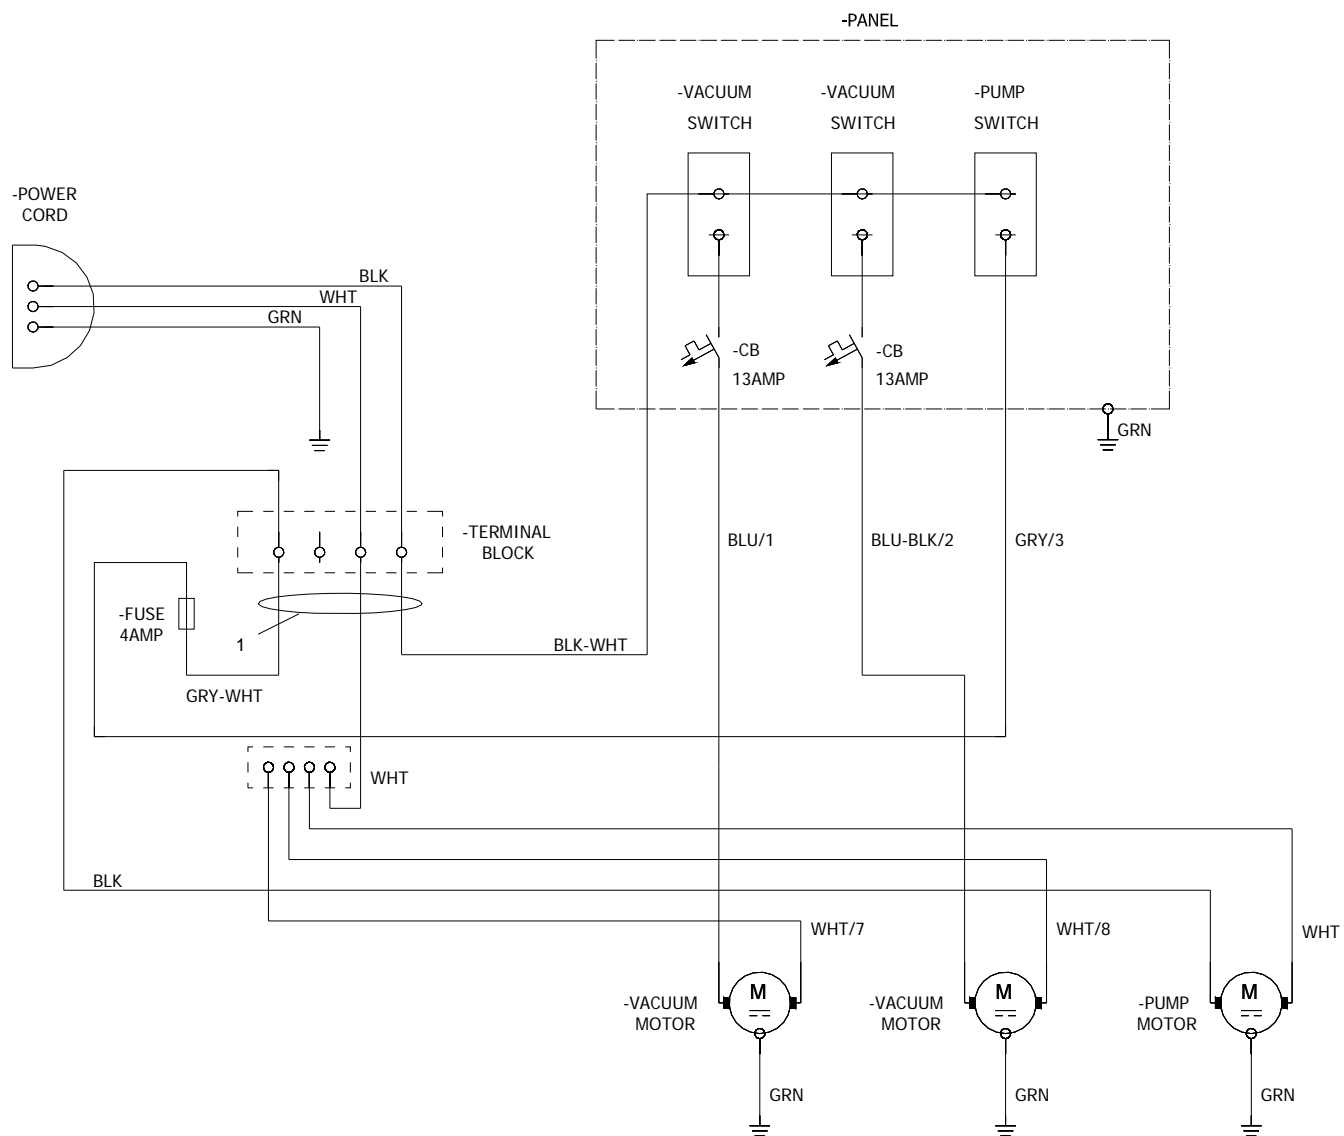 -PANEL
-VACUUM
SWITCH
-VACUUM
SWITCH
-PUMP
SWITCH
-POWER
CORD
BLK
WHT
GRN
-CB
13AMP
-CB
13AMP
GRN
-TERMINAL
BLOCK
BLU/1
BLU-BLK/2
GRY/3
-FUSE
4AMP
1
BLK-WHT
GRY-WHT
WHT
BLK
WHT/7
WHT/8
WHT
M
M
M
-VACUUM
MOTOR
-VACUUM
MOTOR
-PUMP
MOTOR
GRN
GRN
GRN